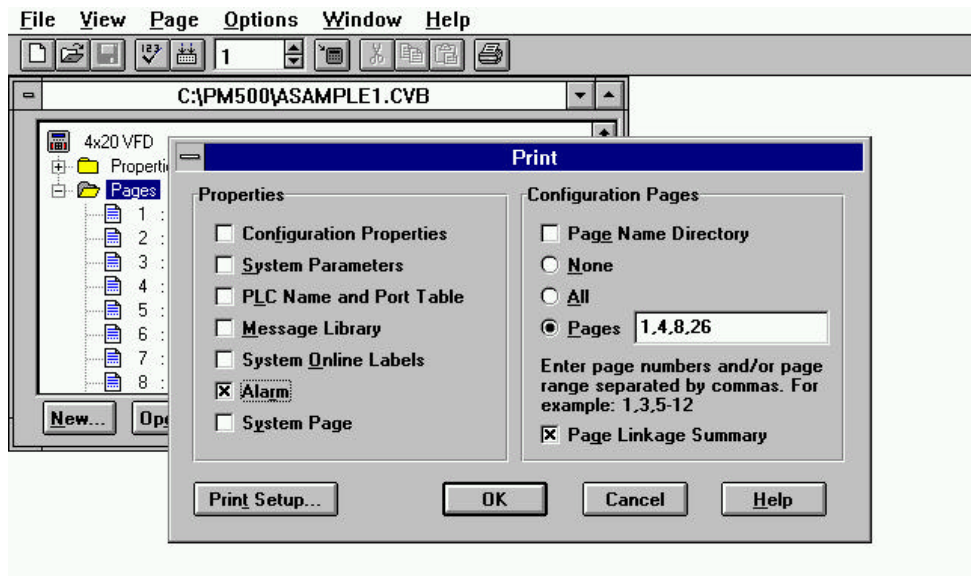 File View Page Options Window Help
123
1
C:\PM500\ASAMPLE1.CVB
4x20 VFD
Properti
Pages
1 :
2 :
3 :
4 :
5 :
6 :
7 :
8 :
New...
Ope
Print
Properties
Configuration Properties
System Parameters
PLC Name and Port Table
Message Library
System Online Labels
Alarm
System Page
Configuration Pages
Page Name Directory
None
All
Pages 1,4,8,26
Enter page numbers and/or page
range separated by commas. For
example: 1,3,5-12
Page Linkage Summary
Print Setup...
OK
Cancel
Help